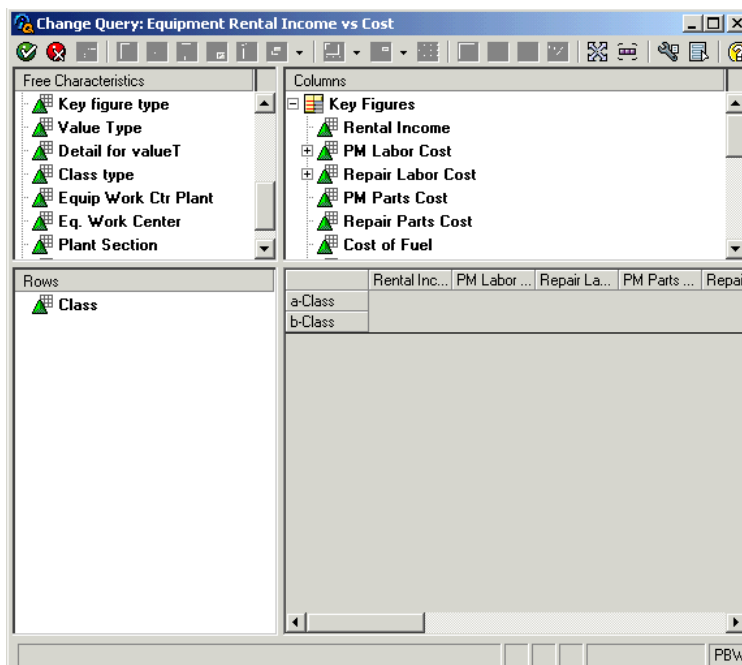 Change Query: Equipment Rental Income vs Cost
Free Characteristics
Key figure type
Value Type
Detail for valueT
Class type
Equip Work Ctr Plant
Eq. Work Center
Plant Section
Columns
Key Figures
Rental Income
PM Labor Cost
Repair Labor Cost
PM Parts Cost
Repair Parts Cost
Cost of Fuel
Rows
Class
Rental Inc... PM Labor ... Repair La... PM Parts ... Repai
a-Class
b-Class
PBW